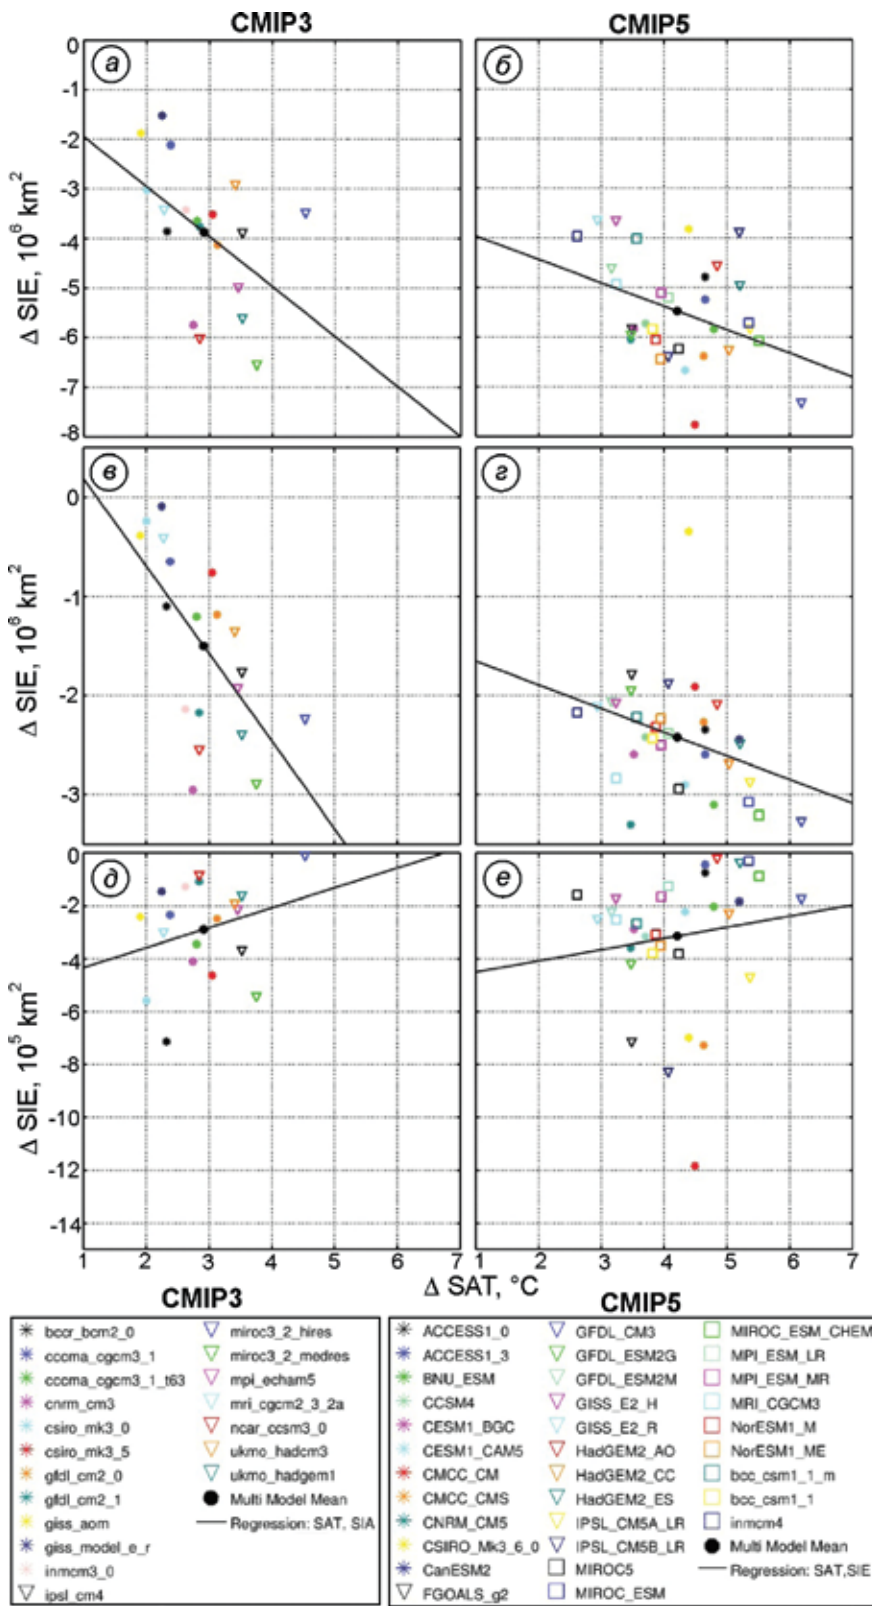 CMIP3
CMIP5
а
б
0
-1
-2
-3
-4
-5
-6
-7
-8
Δ SIE, 10⁶ km²
в
г
0
-1
-2
-3
Δ SIE, 10⁶ km²
д
е
0
-2
-4
-6
-8
-10
-12
-14
Δ SIE, 10⁵ km²
1 2 3 4 5 6 7
1 3 4 5 6 7
Δ SAT, °C
CMIP3
bccr_bcm2_0
cccma_cgcm3_1
cccma_cgcm3_1_t63
cnrm_cm3
csiro_mk3_0
csiro_mk3_5
gfdl_cm2_0
gfdl_cm2_1
giss_aom
giss_model_e_r
inmcm3_0
ipsl_cm4
miroc3_2_hires
miroc3_2_medres
mpi_echam5
mri_cgcm2_3_2a
ncar_ccsm3_0
ukmo_hadcm3
ukmo_hadgem1
Multi Model Mean
Regression: SAT, SIA
CMIP5
ACCESS1_0
ACCESS1_3
BNU_ESM
CCSM4
CESM1_BGC
CESM1_CAM5
CMCC_CM
CMCC_CMS
CNRM_CM5
CSIRO_Mk3_6_0
CanESM2
FGOALS_g2
GFDL_CM3
GFDL_ESM2G
GFDL_ESM2M
GISS_E2_H
GISS_E2_R
HadGEM2_AO
HadGEM2_CC
HadGEM2_ES
IPSL_CM5A_LR
IPSL_CM5B_LR
MIROC5
MIROC_ESM
MIROC_ESM_CHEM
MPI_ESM_LR
MPI_ESM_MR
MRI_CGCM3
NorESM1_M
NorESM1_ME
bcc_csm1_1_m
bcc_csm1_1
inmcm4
Multi Model Mean
Regression: SAT,SIE